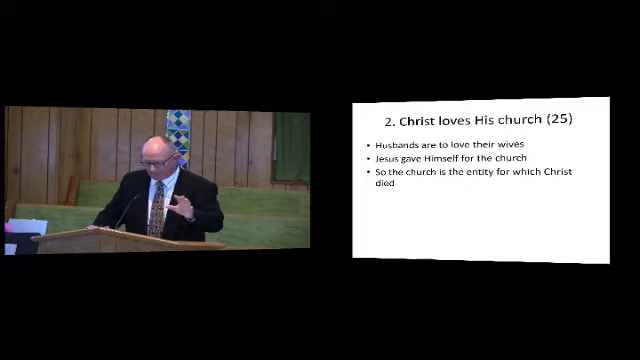 2. Christ loves His church (25)
• Husbands are to love their wives
• Jesus gave Himself for the church
• So the church is the entity for which Christ
died